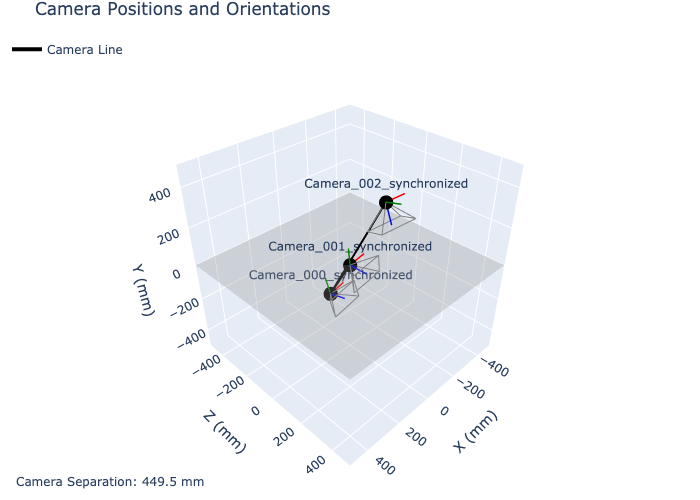 Camera Positions and Orientations
Camera Line
Camera_002_synchronized
Camera_001_synchronized
Camera_000_synchronized
400
200
0
−200
−400
Y (mm)
−400
−200
0
200
400
Z (mm)
−400
−200
0
200
400
X (mm)
Camera Separation: 449.5 mm